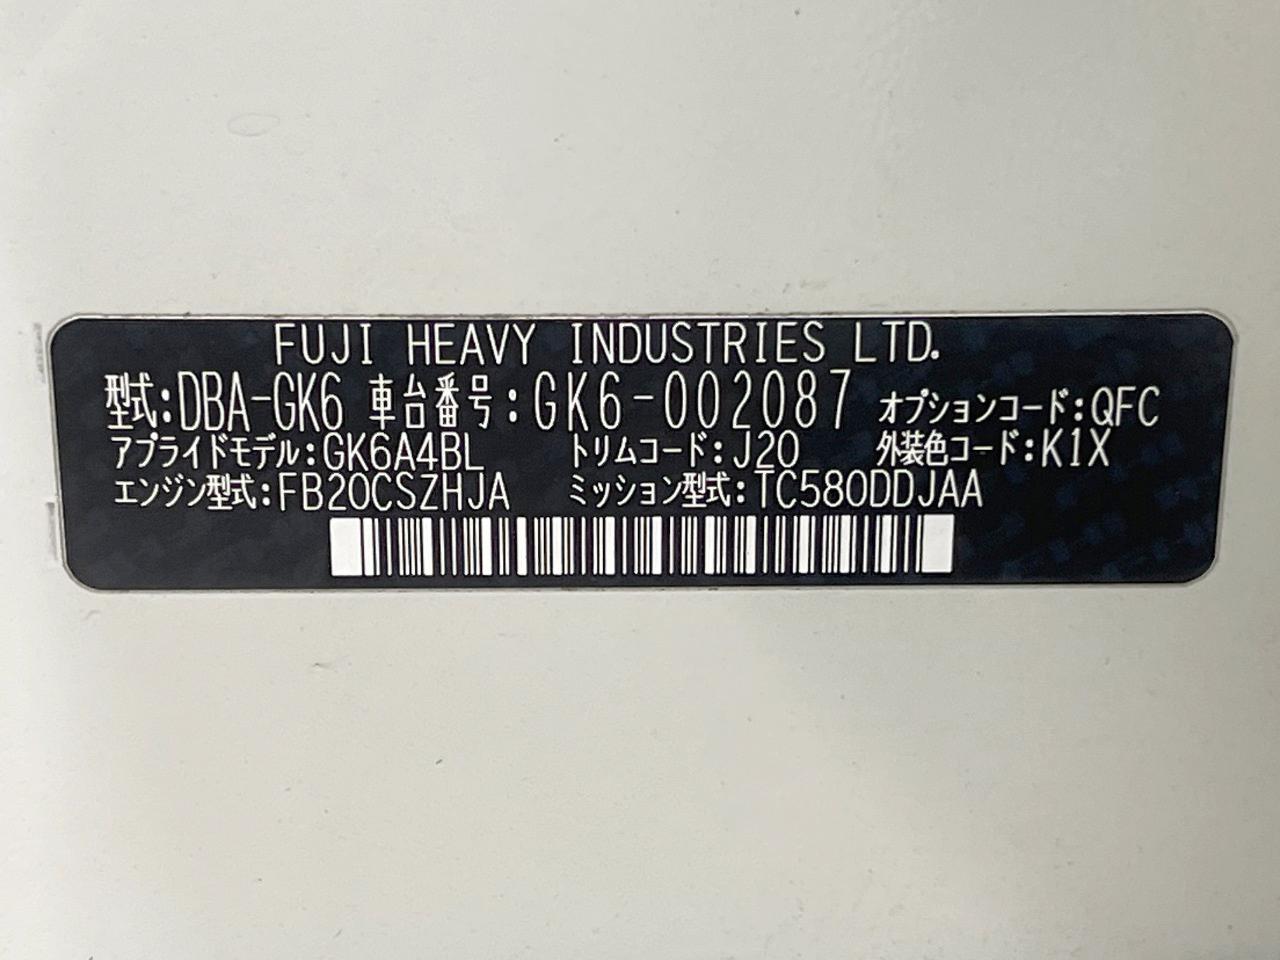 FUJI HEAVY INDUSTRIES LTD.
型式:DBA-GK6 車台番号:GK6-002087 オプションコード:QFC
アプライドモデル:GK6A4BL トリムコード:J20 外装色コード:K1X
エンジン型式:FB20CSZHJA ミッション型式:TC580DDJAA